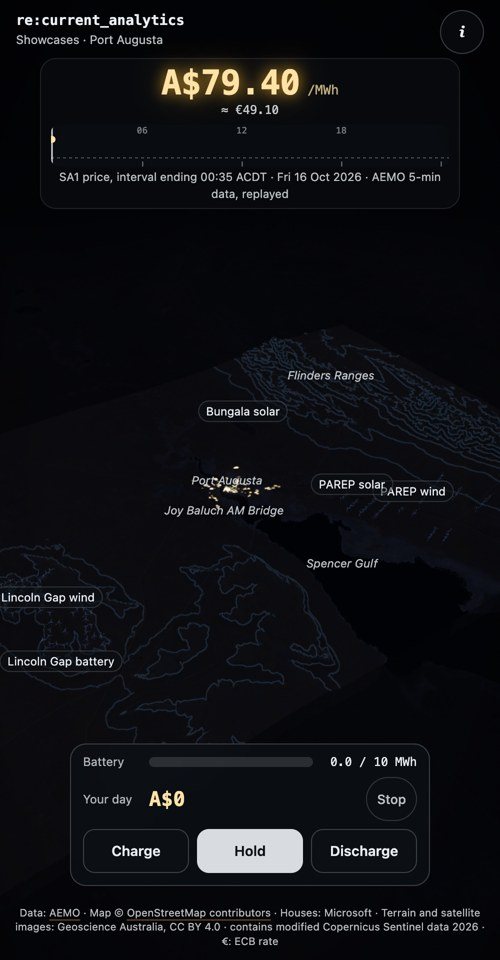 re:current_analytics
Showcases · Port Augusta
i
A$79.40 /MWh
≈ €49.10
06 12 18
SA1 price, interval ending 00:35 ACDT · Fri 16 Oct 2026 · AEMO 5-min
data, replayed
Flinders Ranges
Bungala solar
Port Augusta
PAREP solar
PAREP wind
Joy Baluch AM Bridge
Spencer Gulf
Lincoln Gap wind
Lincoln Gap battery
Battery 0.0 / 10 MWh
Your day A$0 Stop
Charge Hold Discharge
Data: AEMO · Map © OpenStreetMap contributors · Houses: Microsoft · Terrain and satellite
images: Geoscience Australia, CC BY 4.0 · contains modified Copernicus Sentinel data 2026 ·
€: ECB rate